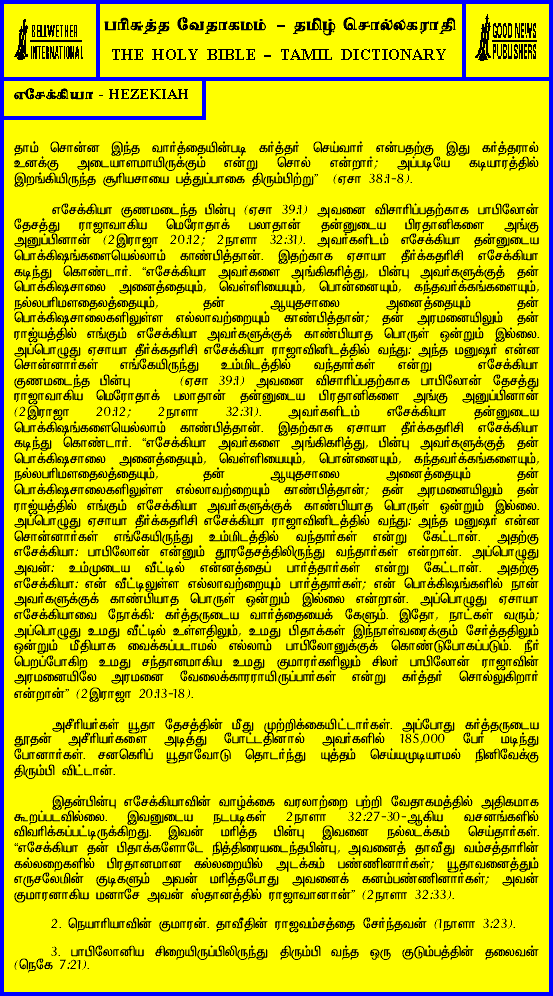 BELLWETHER
INTERNATIONAL
பரிசுத்த வேதாகமம் – தமிழ் சொல்லகராதி
THE HOLY BIBLE – TAMIL DICTIONARY
GOOD NEWS
PUBLISHERS
எசேக்கியா - HEZEKIAH
தாம் சொன்ன இந்த வார்த்தையின்படி கர்த்தர் செய்வார் என்பதற்கு இது கர்த்தரால்
உனக்கு அடையாளமாயிருக்கும் என்று சொல் என்றார்; அப்படியே கடியாரத்தில்
இறங்கியிருந்த சூரியசாயை பத்துப்பாகை திரும்பிற்று” (ஏசா 38:1-8).
எசேக்கியா குணமடைந்த பின்பு (ஏசா 39:1) அவனை விசாரிப்பதற்காக பாபிலோன்
தேசத்து ராஜாவாகிய மெரோதாக் பலாதான் தன்னுடைய பிரதானிகளை அங்கு
அனுப்பினான் (2இராஜா 20:12; 2நாளா 32:31). அவர்களிடம் எசேக்கியா தன்னுடைய
பொக்கிஷங்களையெல்லாம் காண்பித்தான். இதற்காக ஏசாயா தீர்க்கதரிசி எசேக்கியா
கடிந்து கொண்டார். “எசேக்கியா அவர்களை அங்கிகரித்து, பின்பு அவர்களுக்குத் தன்
பொக்கிஷசாலை அனைத்தையும், வெள்ளியையும், பொன்னையும், கந்தவர்க்கங்களையும்,
நல்லபரிமளதைலத்தையும், தன் ஆயுதசாலை அனைத்தையும் தன்
பொக்கிஷசாலைகளிலுள்ள எல்லாவற்றையும் காண்பித்தான்; தன் அரமனையிலும் தன்
ராஜ்யத்தில் எங்கும் எசேக்கியா அவர்களுக்குக் காண்பியாத பொருள் ஒன்றும் இல்லை.
அப்பொழுது ஏசாயா தீர்க்கதரிசி எசேக்கியா ராஜாவினிடத்தில் வந்து: அந்த மனுஷர் என்ன
சொன்னார்கள் எங்கேயிருந்து உம்மிடத்தில் வந்தார்கள் என்று எசேக்கியா
குணமடைந்த பின்பு (ஏசா 39:1) அவனை விசாரிப்பதற்காக பாபிலோன் தேசத்து
ராஜாவாகிய மெரோதாக் பலாதான் தன்னுடைய பிரதானிகளை அங்கு அனுப்பினான்
(2இராஜா 20:12; 2நாளா 32:31). அவர்களிடம் எசேக்கியா தன்னுடைய
பொக்கிஷங்களையெல்லாம் காண்பித்தான். இதற்காக ஏசாயா தீர்க்கதரிசி எசேக்கியா
கடிந்து கொண்டார். “எசேக்கியா அவர்களை அங்கிகரித்து, பின்பு அவர்களுக்குத் தன்
பொக்கிஷசாலை அனைத்தையும், வெள்ளியையும், பொன்னையும், கந்தவர்க்கங்களையும்,
நல்லபரிமளதைலத்தையும், தன் ஆயுதசாலை அனைத்தையும் தன்
பொக்கிஷசாலைகளிலுள்ள எல்லாவற்றையும் காண்பித்தான்; தன் அரமனையிலும் தன்
ராஜ்யத்தில் எங்கும் எசேக்கியா அவர்களுக்குக் காண்பியாத பொருள் ஒன்றும் இல்லை.
அப்பொழுது ஏசாயா தீர்க்கதரிசி எசேக்கியா ராஜாவினிடத்தில் வந்து: அந்த மனுஷர் என்ன
சொன்னார்கள் எங்கேயிருந்து உம்மிடத்தில் வந்தார்கள் என்று கேட்டான். அதற்கு
எசேக்கியா: பாபிலோன் என்னும் தூரதேசத்திலிருந்து வந்தார்கள் என்றான். அப்பொழுது
அவன்: உம்முடைய வீட்டில் என்னத்தைப் பார்த்தார்கள் என்று கேட்டான். அதற்கு
எசேக்கியா: என் வீட்டிலுள்ள எல்லாவற்றையும் பார்த்தார்கள்; என் பொக்கிஷங்களில் நான்
அவர்களுக்குக் காண்பியாத பொருள் ஒன்றும் இல்லை என்றான். அப்பொழுது ஏசாயா
எசேக்கியாவை நோக்கி: கர்த்தருடைய வார்த்தையைக் கேளும். இதோ, நாட்கள் வரும்;
அப்பொழுது உமது வீட்டில் உள்ளதிலும், உமது பிதாக்கள் இந்நாள்வரைக்கும் சேர்த்ததிலும்
ஒன்றும் மீதியாக வைக்கப்படாமல் எல்லாம் பாபிலோனுக்குக் கொண்டுபோகப்படும். நீர்
பெறப்போகிற உமது சந்தானமாகிய உமது குமாரர்களிலும் சிலர் பாபிலோன் ராஜாவின்
அரமனையிலே அரமனை வேலைக்காரராயிருப்பார்கள் என்று கர்த்தர் சொல்லுகிறார்
என்றான்” (2இராஜா 20:13-18).
அசீரியர்கள் யூதா தேசத்தின் மீது முற்றிக்கையிட்டார்கள். அப்போது கர்த்தருடைய
தூதன் அசீரியர்களை அடித்து போட்டதினால் அவர்களில் 185,000 பேர் மடிந்து
போனார்கள். சனகெரிப் யூதாவோடு தொடர்ந்து யுத்தம் செய்யமுடியாமல் நினிவேக்கு
திரும்பி விட்டான்.
இதன்பின்பு எசேக்கியாவின் வாழ்க்கை வரலாற்றை பற்றி வேதாகமத்தில் அதிகமாக
கூறப்படவில்லை. இவனுடைய நடபடிகள் 2நாளா 32:27-30-ஆகிய வசனங்களில்
விவரிக்கப்பட்டிருக்கிறது. இவன் மரித்த பின்பு இவனை நல்லடக்கம் செய்தார்கள்.
“எசேக்கியா தன் பிதாக்களோடே நித்திரையடைந்தபின்பு, அவனைத் தாவீது வம்சத்தாரின்
கல்லறைகளில் பிரதானமான கல்லறையில் அடக்கம் பண்ணினார்கள்; யூதாவனைத்தும்
எருசலேமின் குடிகளும் அவன் மரித்தபோது அவனைக் கனம்பண்ணினார்கள்; அவன்
குமாரனாகிய மனாசே அவன் ஸ்தானத்தில் ராஜாவானான்” (2நாளா 32:33).
2. நெயாரியாவின் குமாரன். தாவீதின் ராஜவம்சத்தை சேர்ந்தவன் (1நாளா 3:23).
3. பாபிலோனிய சிறையிருப்பிலிருந்து திரும்பி வந்த ஒரு குடும்பத்தின் தலைவன்
(நெகே 7:21).